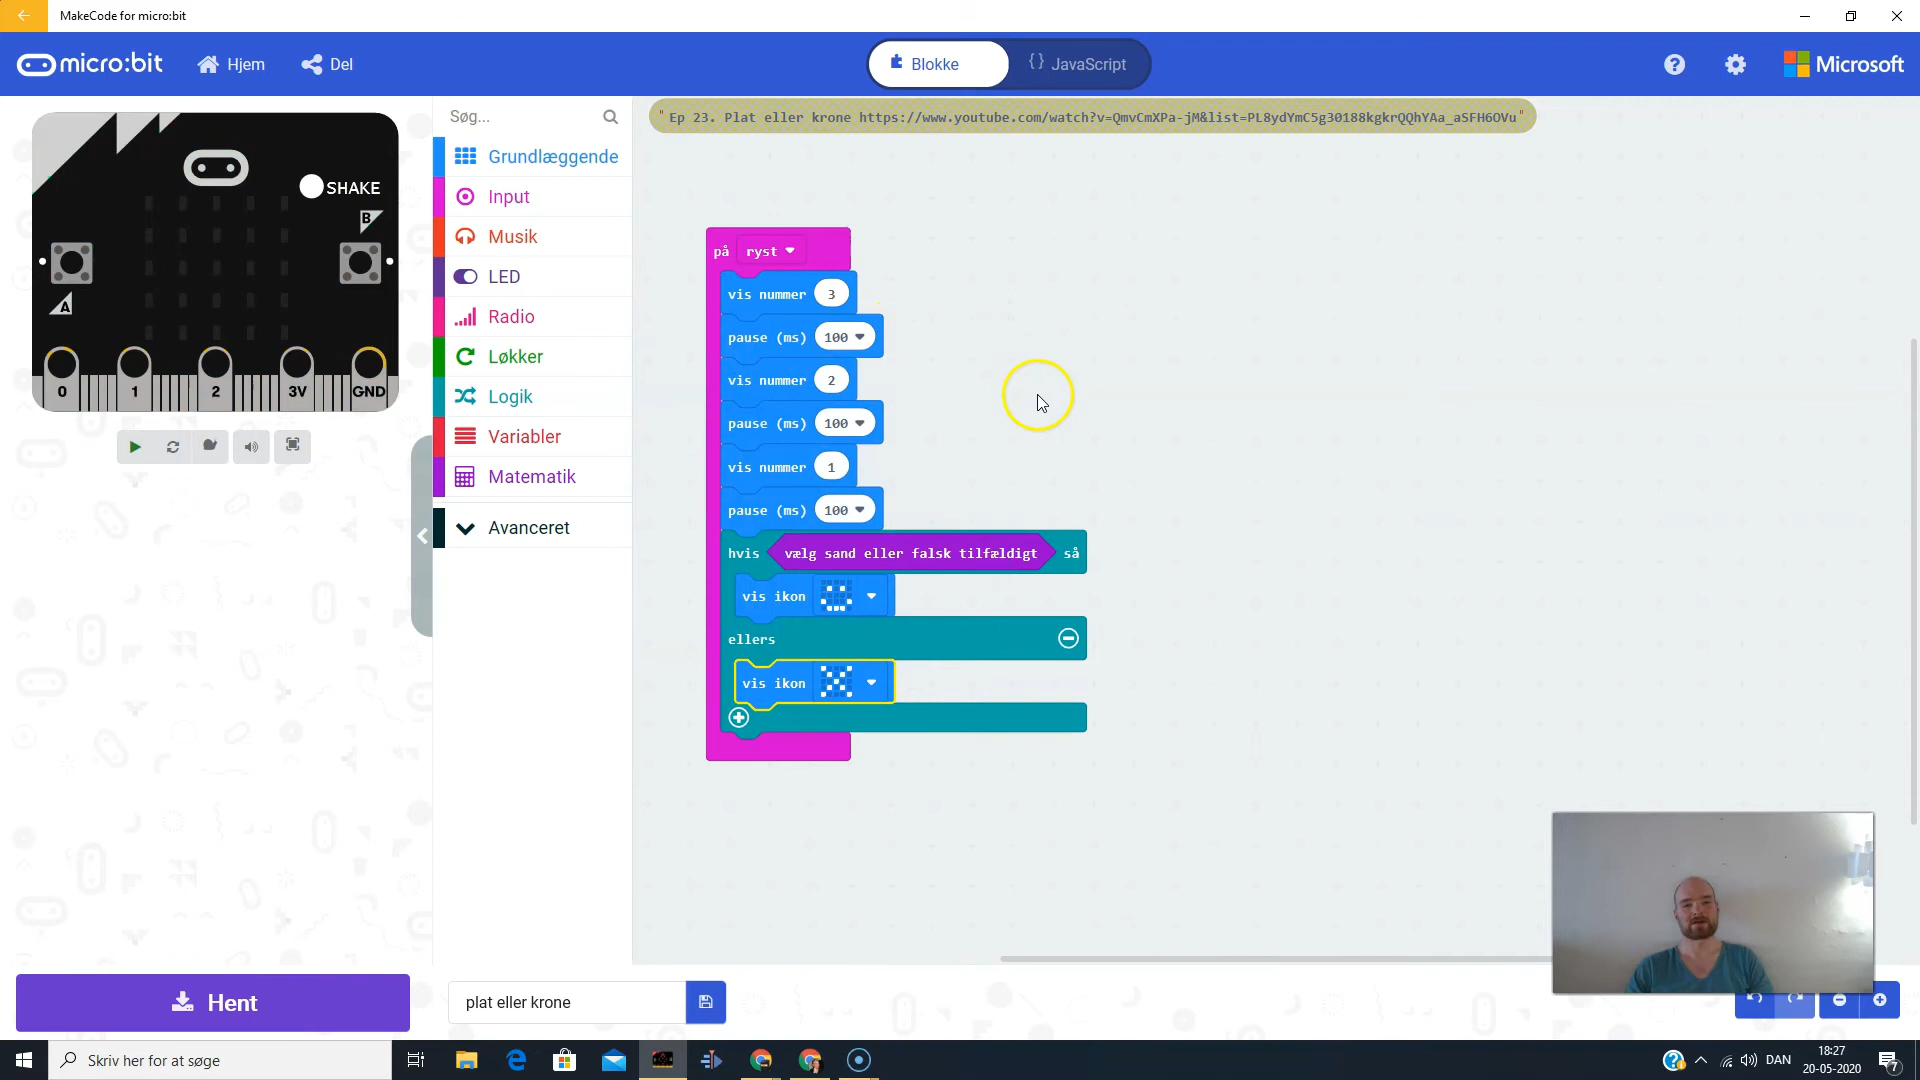 MakeCode for micro:bit
micro:bit
Hjem
Del
Blokke
{} JavaScript
?
Microsoft
Søg...
" Ep 23. Plat eller krone https://www.youtube.com/watch?v=QmvCmXPa-jM&list=PL8ydYmC5g30188kgkrQQhYAa_aSFH6OVu"
SHAKE
B
A
0 1 2 3V GND
Grundlæggende
Input
Musik
LED
Radio
Løkker
Logik
Variabler
Matematik
Avanceret
på ryst
vis nummer 3
pause (ms) 100
vis nummer 2
pause (ms) 100
vis nummer 1
pause (ms) 100
hvis vælg sand eller falsk tilfældigt så
vis ikon
ellers
vis ikon
Hent
plat eller krone
Skriv her for at søge
DAN
18:27
20-05-2020
7